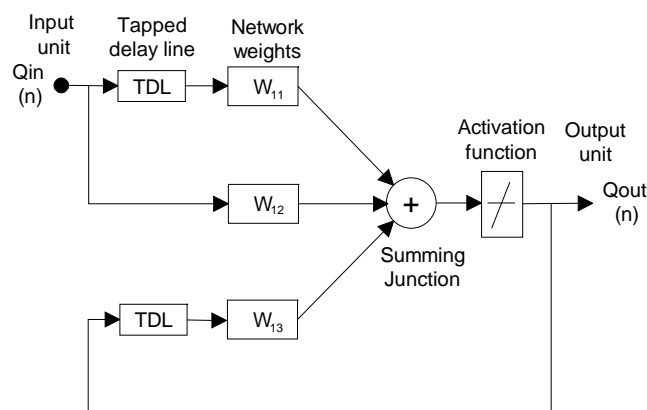 Input
unit
Qin
(n)
Tapped
delay line
Network
weights
TDL
W11
Activation
function
Output
unit
W12
+
Qout
(n)
Summing
Junction
TDL
W13